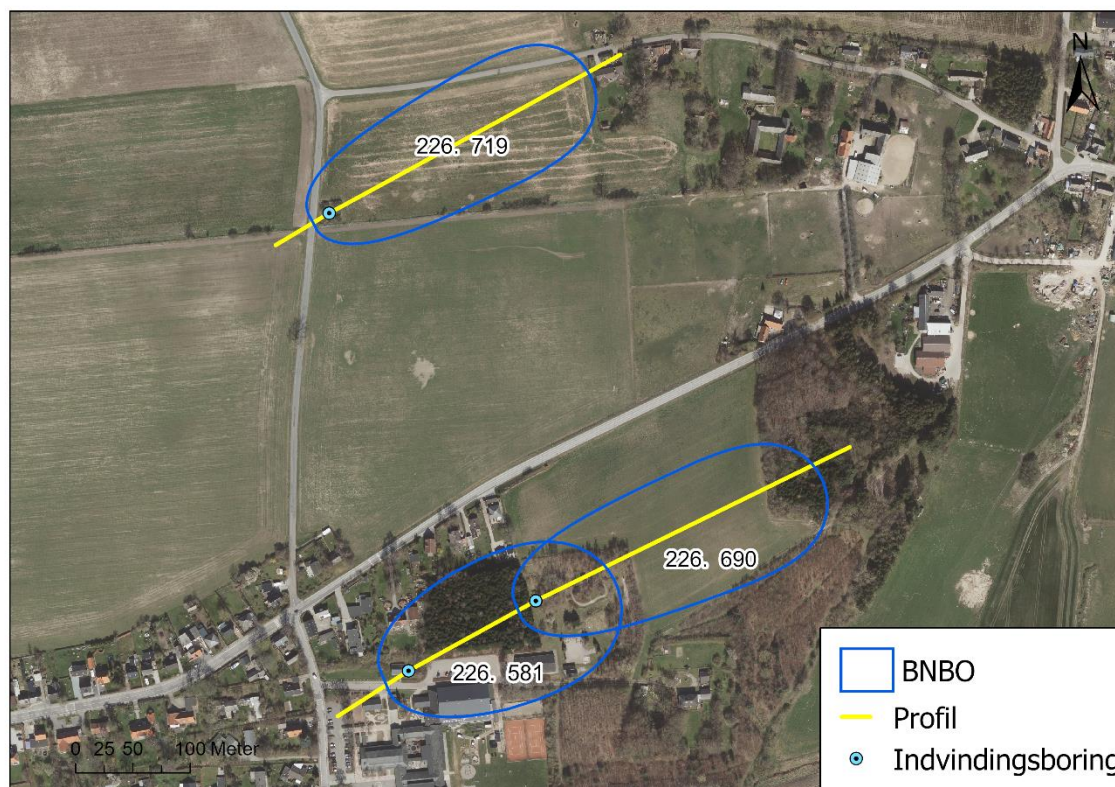 N
226. 719
226. 690
226. 581
0 25 50 100 Meter
BNBO
Profil
Indvindingsboring